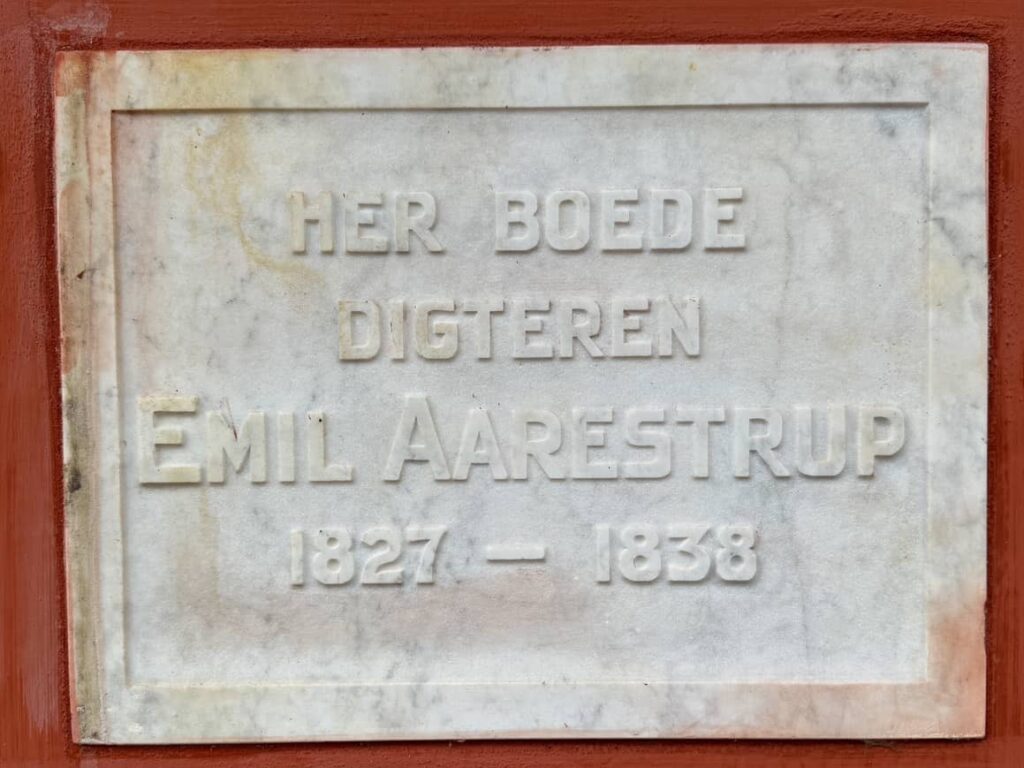 HER BOEDE
DIGTEREN
EMIL AARESTRUP
1827 — 1838